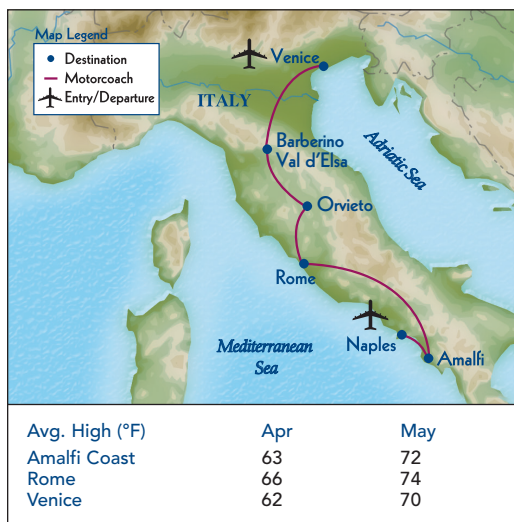 Map Legend
Destination
Motorcoach
Entry/Departure
Venice
ITALY
Barberino
Val d'Elsa
Adriatic Sea
Orvieto
Rome
Naples
Mediterranean
Sea
Amalfi
Avg. High (°F) Apr May
Amalfi Coast 63 72
Rome 66 74
Venice 62 70